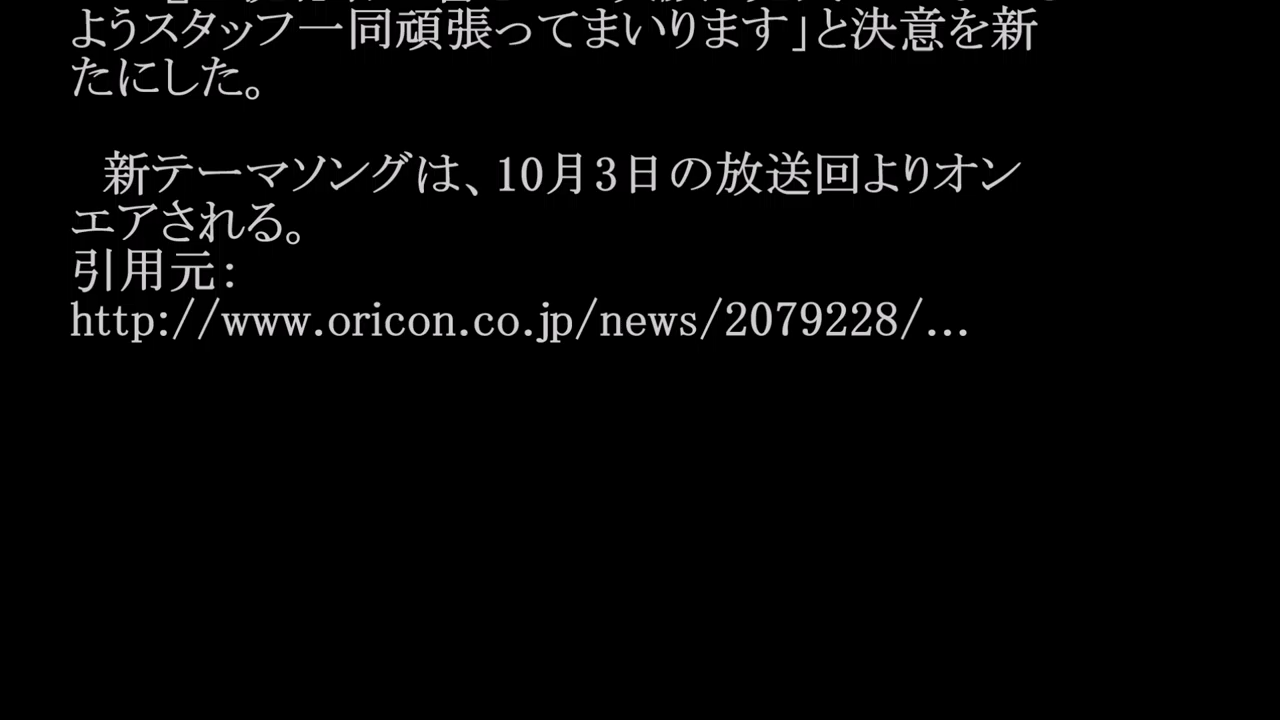 ようスタッフ一同頑張ってまいります」と決意を新
たにした。
新テーマソングは、10月3日の放送回よりオン
エアされる。
引用元：
http://www.oricon.co.jp/news/2079228/...